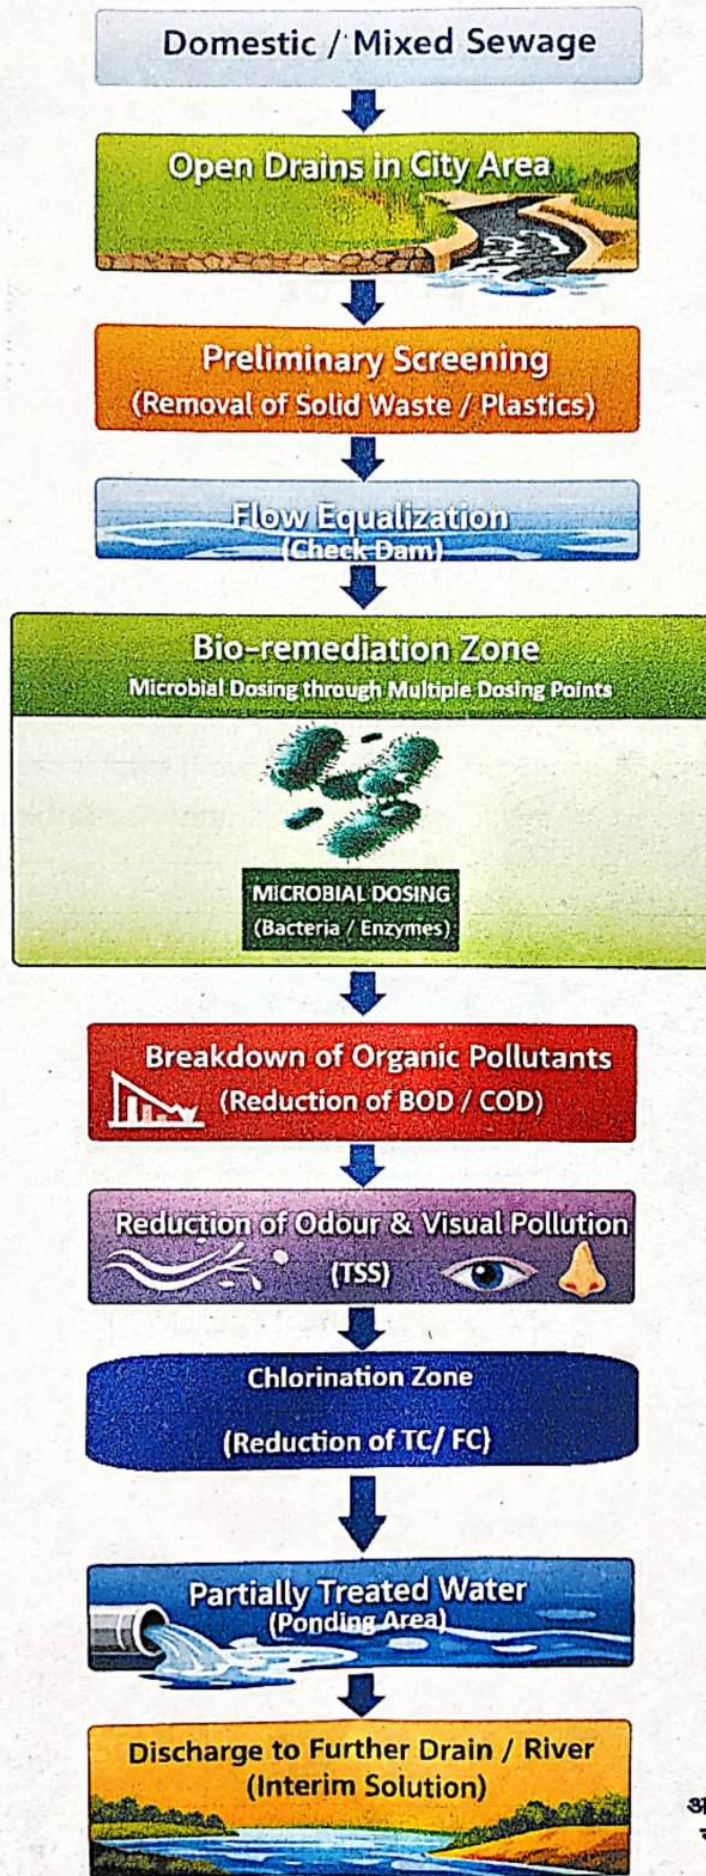 Domestic / Mixed Sewage
Open Drains in City Area
Preliminary Screening
(Removal of Solid Waste / Plastics)
Flow Equalization
(Check Dam)
Bio-remediation Zone
Microbial Dosing through Multiple Dosing Points
MICROBIAL DOSING
(Bacteria / Enzymes)
Breakdown of Organic Pollutants
(Reduction of BOD / COD)
Reduction of Odour & Visual Pollution
(TSS)
Chlorination Zone
(Reduction of TC/ FC)
Partially Treated Water
(Ponding Area)
Discharge to Further Drain / River
(Interim Solution)